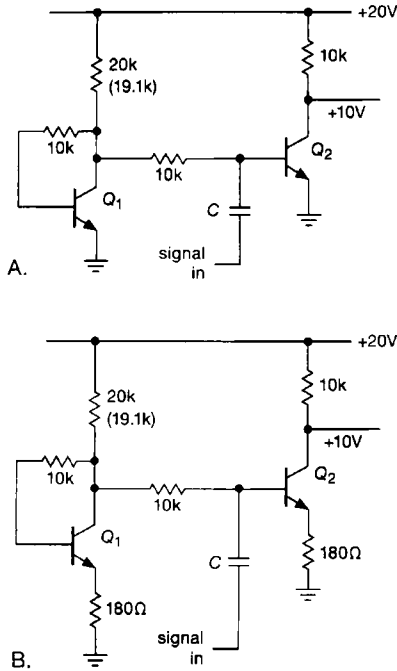 +20V
20k
(19.1k)
10k
10k
+10V
10k
Q1
Q2
C
signal
in
A.
+20V
20k
(19.1k)
10k
+10V
10k
10k
Q1
Q2
C
180Ω
180Ω
signal
in
B.